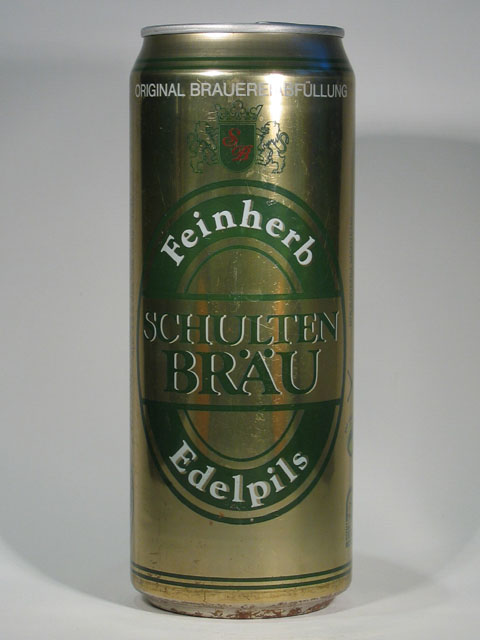 ORIGINAL BRAUEREIABFÜLLUNG
Feinherb
SCHULTEN
BRÄU
Edelpils